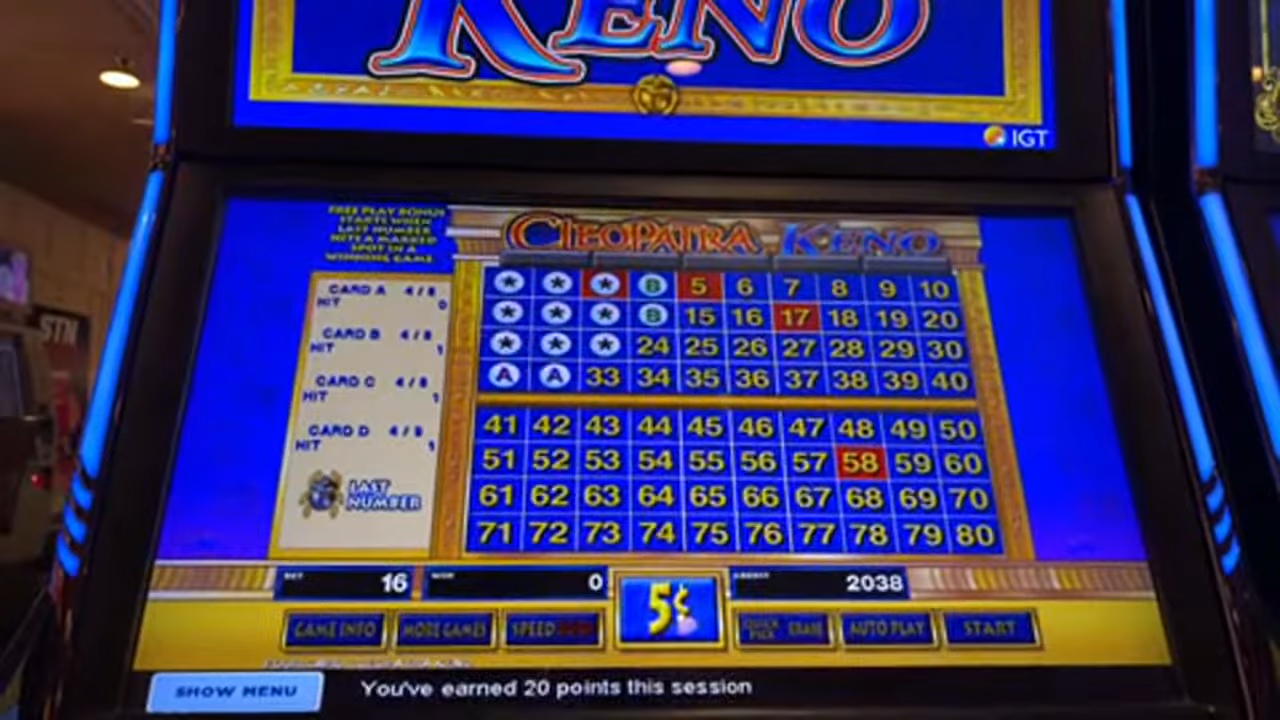 KENO
IGT
FREE PLAY BONUS
STARTS WHEN
LAST NUMBER
HITS A MARKED
SPOT IN A
WINNING GAME.
CLEOPATRA KENO
CARD A 4/8
HIT 0
CARD B 4/8
HIT 1
CARD C 4/8
HIT 1
CARD D 4/8
HIT 1
LAST
NUMBER
B 5 6 7 8 9 10
B 15 16 17 18 19 20
24 25 26 27 28 29 30
A A 33 34 35 36 37 38 39 40
41 42 43 44 45 46 47 48 49 50
51 52 53 54 55 56 57 58 59 60
61 62 63 64 65 66 67 68 69 70
71 72 73 74 75 76 77 78 79 80
BET 16 0 5¢ CREDIT 2038
GAME INFO MORE GAMES SPEED QUICK PICK ERASE AUTO PLAY START
SHOW MENU You've earned 20 points this session
STN